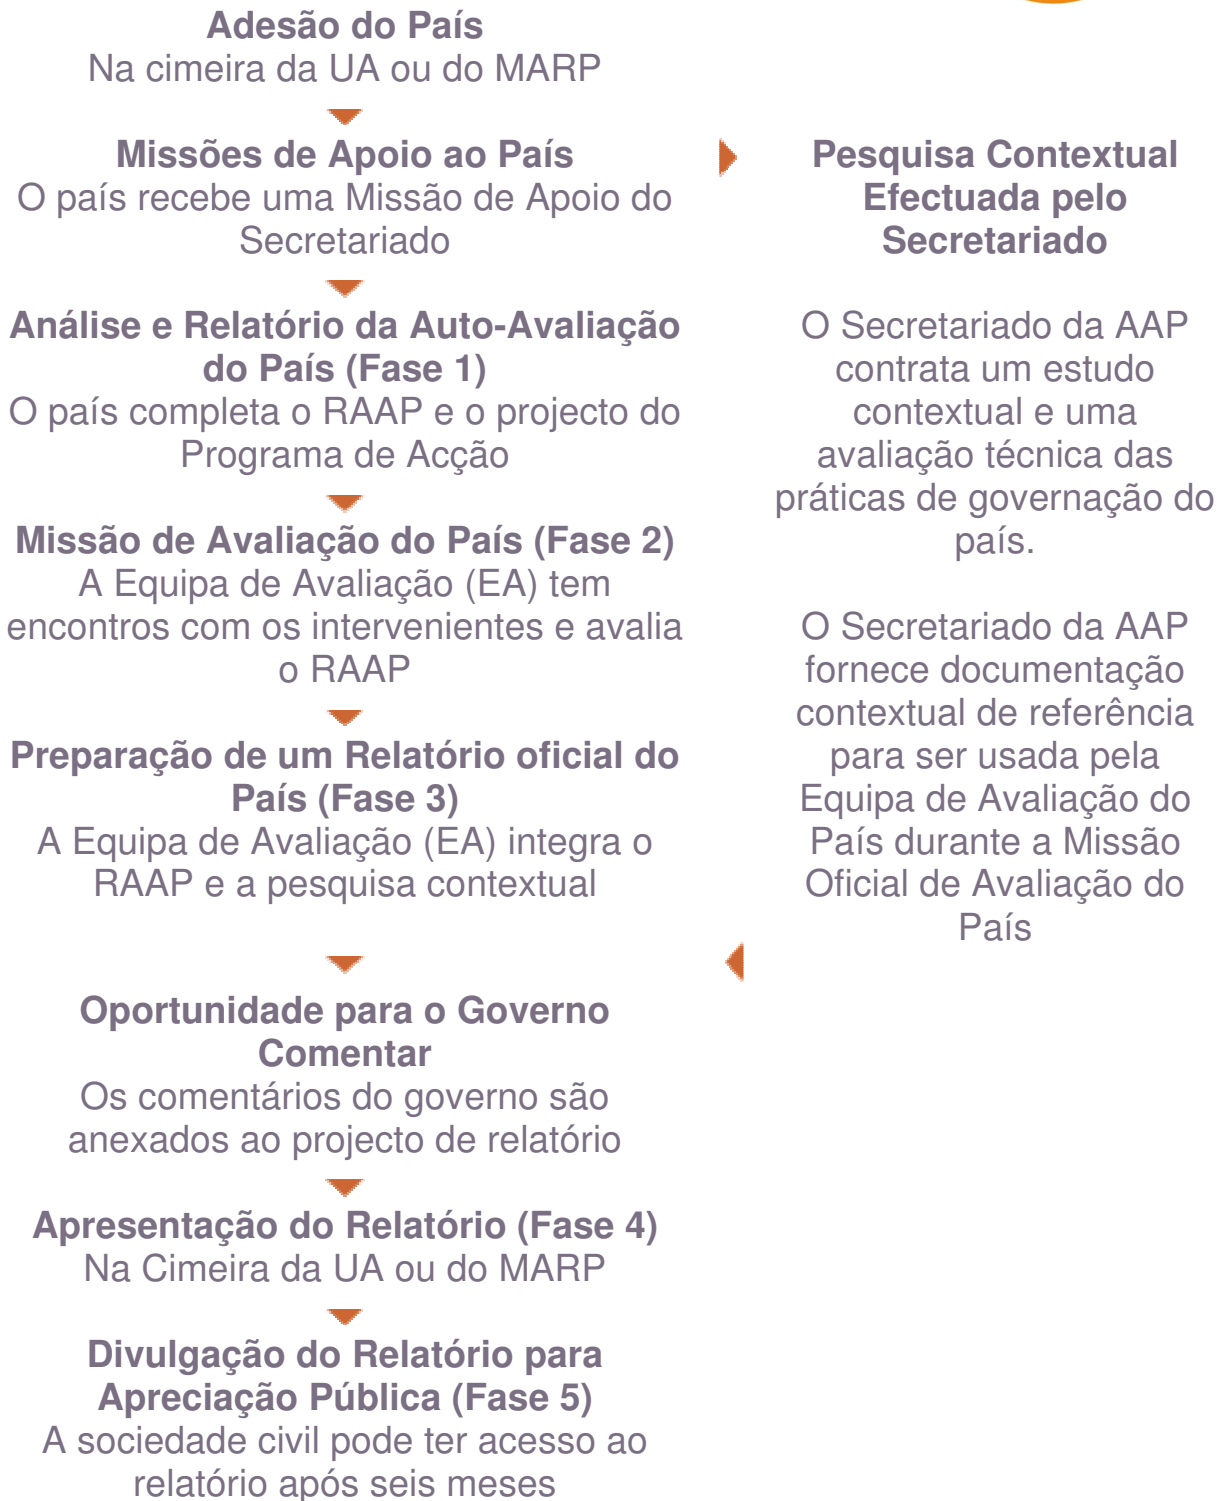 Adesão do País
Na cimeira da UA ou do MARP
Missões de Apoio ao País
O país recebe uma Missão de Apoio do
Secretariado
Análise e Relatório da Auto-Avaliação
do País (Fase 1)
O país completa o RAAP e o projecto do
Programa de Acção
Missão de Avaliação do País (Fase 2)
A Equipa de Avaliação (EA) tem
encontros com os intervenientes e avalia
o RAAP
Preparação de um Relatório oficial do
País (Fase 3)
A Equipa de Avaliação (EA) integra o
RAAP e a pesquisa contextual
Oportunidade para o Governo
Comentar
Os comentários do governo são
anexados ao projecto de relatório
Apresentação do Relatório (Fase 4)
Na Cimeira da UA ou do MARP
Divulgação do Relatório para
Apreciação Pública (Fase 5)
A sociedade civil pode ter acesso ao
relatório após seis meses
Pesquisa Contextual
Efectuada pelo
Secretariado
O Secretariado da AAP
contrata um estudo
contextual e uma
avaliação técnica das
práticas de governação do
país.
O Secretariado da AAP
fornece documentação
contextual de referência
para ser usada pela
Equipa de Avaliação do
País durante a Missão
Oficial de Avaliação do
País